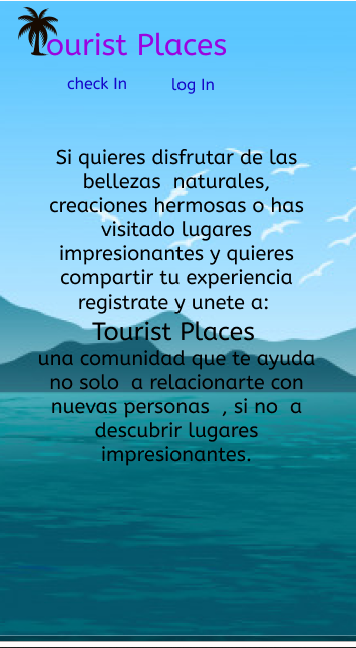 Tourist Places
check In log In
Si quieres disfrutar de las
bellezas naturales,
creaciones hermosas o has
visitado lugares
impresionantes y quieres
compartir tu experiencia
registrate y unete a:
Tourist Places
una comunidad que te ayuda
no solo a relacionarte con
nuevas personas , si no a
descubrir lugares
impresionantes.